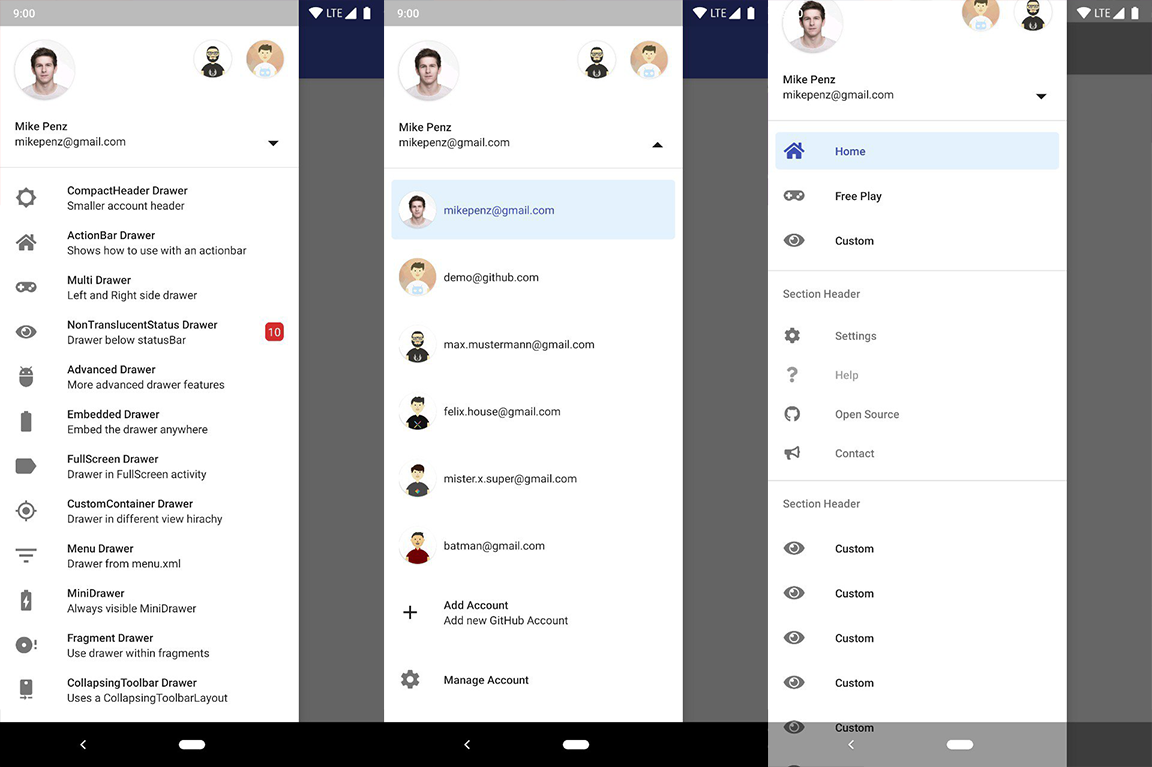 9:00
LTE
Mike Penz
mikepenz@gmail.com
CompactHeader Drawer
Smaller account header
ActionBar Drawer
Shows how to use with an actionbar
Multi Drawer
Left and Right side drawer
NonTranslucentStatus Drawer
Drawer below statusBar
10
Advanced Drawer
More advanced drawer features
Embedded Drawer
Embed the drawer anywhere
FullScreen Drawer
Drawer in FullScreen activity
CustomContainer Drawer
Drawer in different view hirachy
Menu Drawer
Drawer from menu.xml
MiniDrawer
Always visible MiniDrawer
Fragment Drawer
Use drawer within fragments
CollapsingToolbar Drawer
Uses a CollapsingToolbarLayout
9:00
LTE
Mike Penz
mikepenz@gmail.com
mikepenz@gmail.com
demo@github.com
max.mustermann@gmail.com
felix.house@gmail.com
mister.x.super@gmail.com
batman@gmail.com
Add Account
Add new GitHub Account
Manage Account
LTE
Mike Penz
mikepenz@gmail.com
Home
Free Play
Custom
Section Header
Settings
Help
Open Source
Contact
Section Header
Custom
Custom
Custom
Custom
Custom